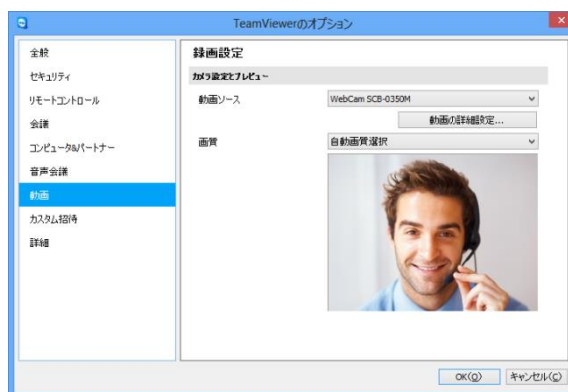 TeamViewerのオプション
全般
セキュリティ
リモートコントロール
会議
コンピュータ&パートナー
音声会議
動画
カスタム招待
詳細
録画設定
カメラ設定とプレビュー
動画ソース
WebCam SCB-0350M
動画の詳細設定...
画質
自動画質選択
OK(O)
キャンセル(C)